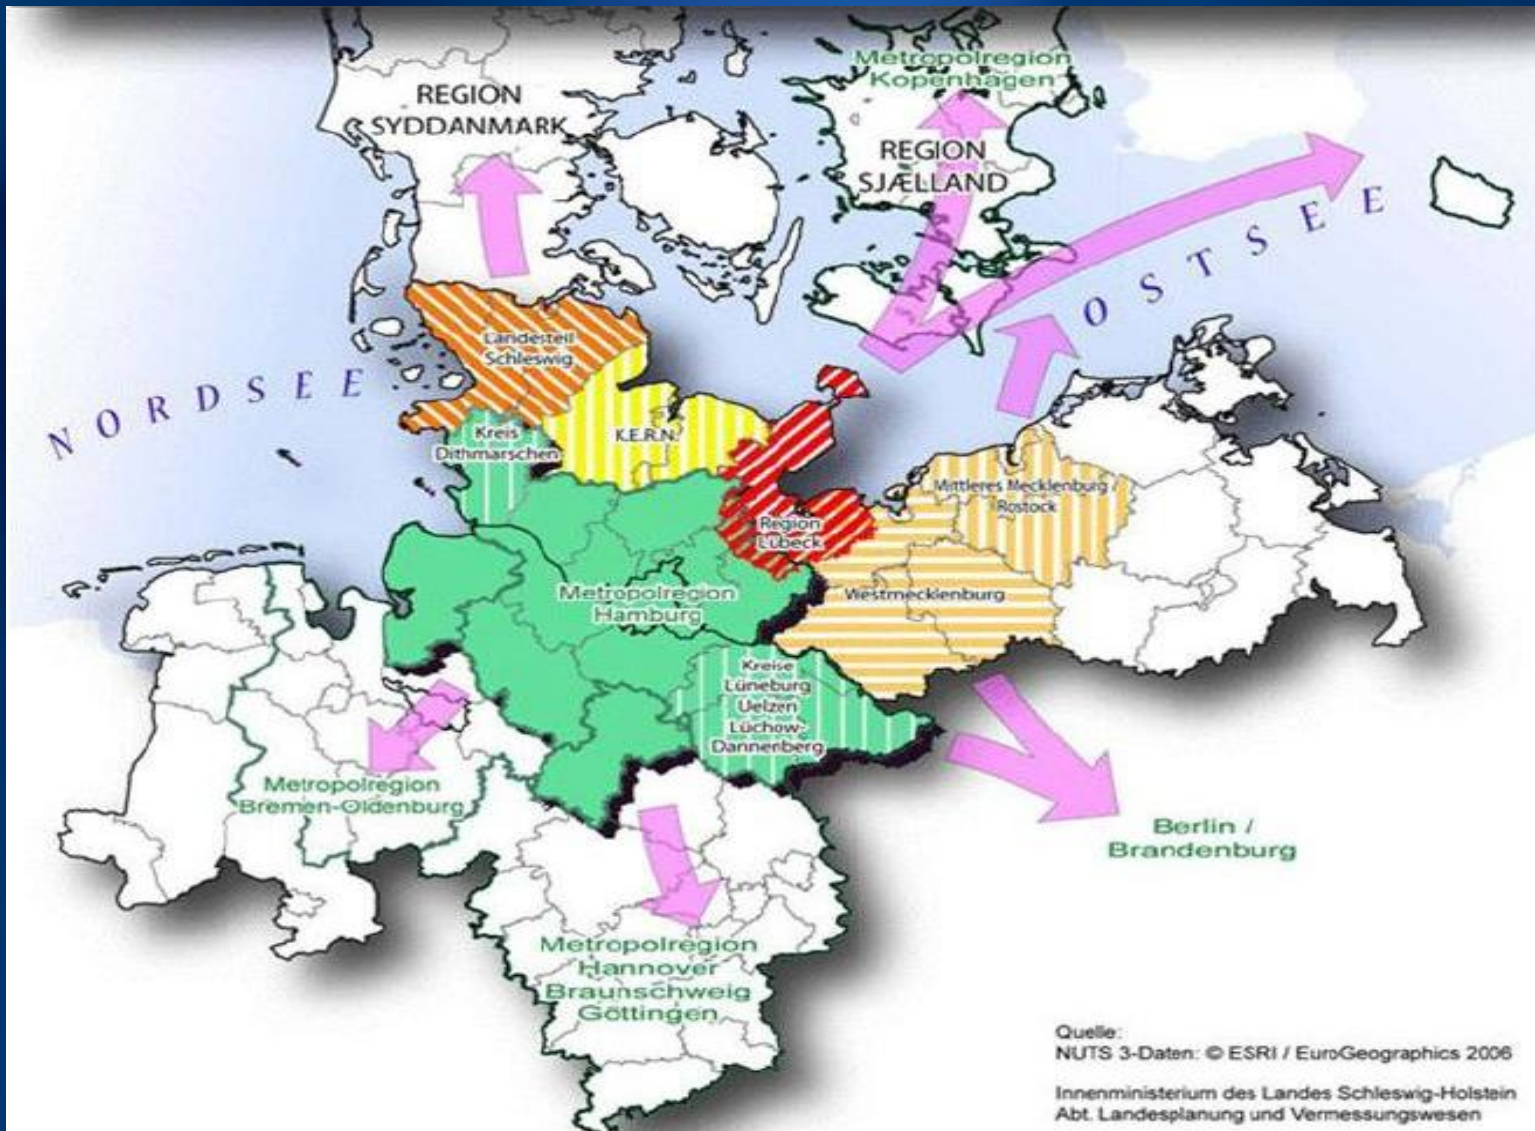 Metropolregion
Kopenhagen
REGION
SYDDANMARK
REGION
SJÆLLAND
OSTSEE
NORDSEE
Landesteil
Schleswig
Kreis
Dithmarschen
K.E.R.N.
Mittleres Mecklenburg /
Rostock
Region
Lübeck
Metropolregion
Hamburg
Westmecklenburg
Kreise
Lüneburg
Uelzen
Lüchow-
Dannenberg
Metropolregion
Bremen-Oldenburg
Berlin /
Brandenburg
Metropolregion
Hannover
Braunschweig
Göttingen
Quelle:
NUTS 3-Daten: © ESRI / EuroGeographics 2006
Innenministerium des Landes Schleswig-Holstein
Abt. Landesplanung und Vermessungswesen